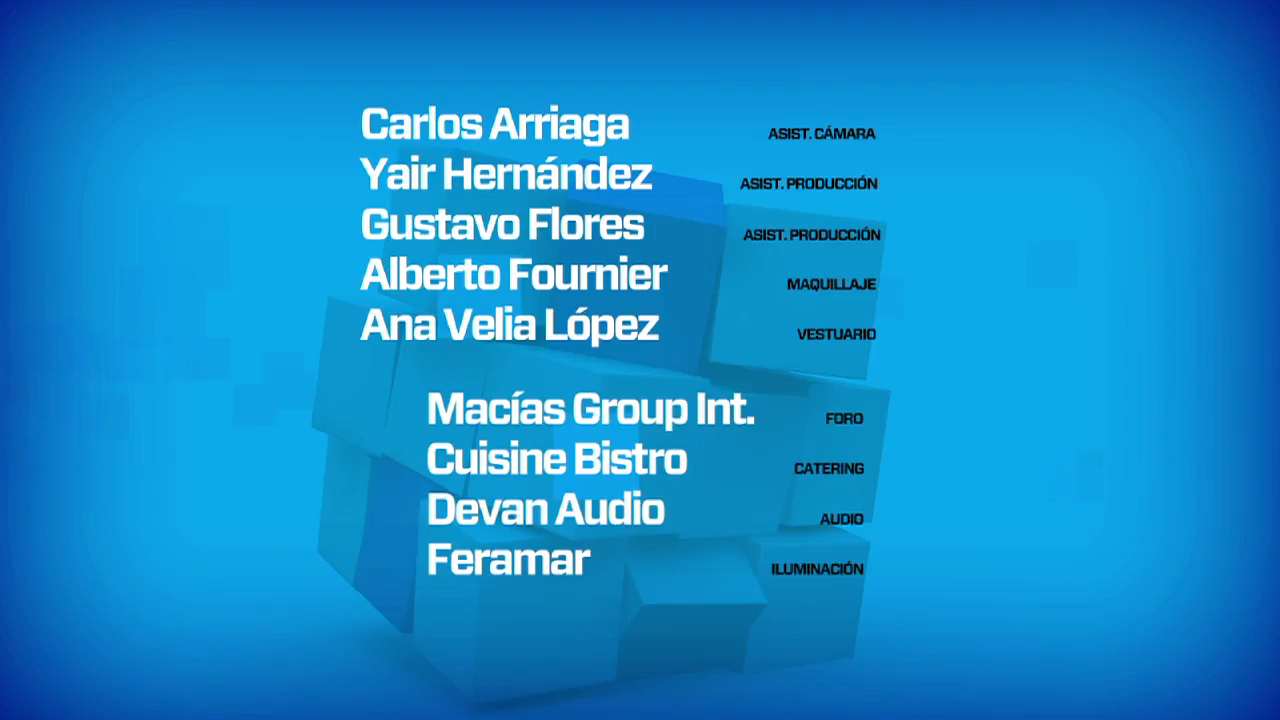 Carlos Arriaga ASIST. CÁMARA
Yair Hernández ASIST. PRODUCCIÓN
Gustavo Flores ASIST. PRODUCCIÓN
Alberto Fournier MAQUILLAJE
Ana Velia López VESTUARIO
Macías Group Int. FORO
Cuisine Bistro CATERING
Devan Audio AUDIO
Feramar ILUMINACIÓN